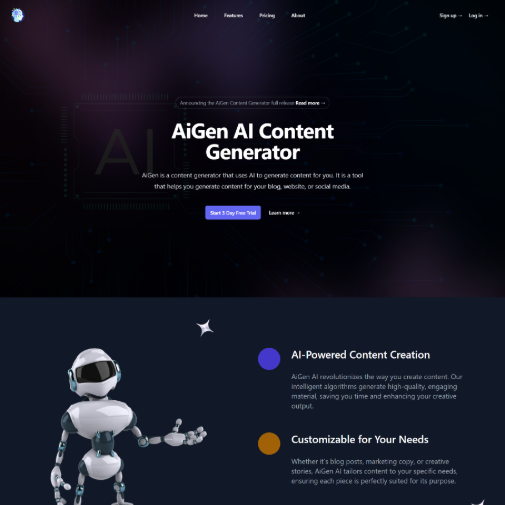 Home Features Pricing About Sign up → Log in →
Announcing the AiGen Content Generator full release Read more →
AI
AiGen AI Content
Generator
AiGen is a content generator that uses AI to generate content for you. It is a tool
that helps you generate content for your blog, website, or social media.
Start 3 Day Free Trial Learn more →
AI-Powered Content Creation
AiGen AI revolutionizes the way you create content. Our
intelligent algorithms generate high-quality, engaging
material, saving you time and enhancing your creative
output.
Customizable for Your Needs
Whether it's blog posts, marketing copy, or creative
stories, AiGen AI tailors content to your specific needs,
ensuring each piece is perfectly suited for its purpose.